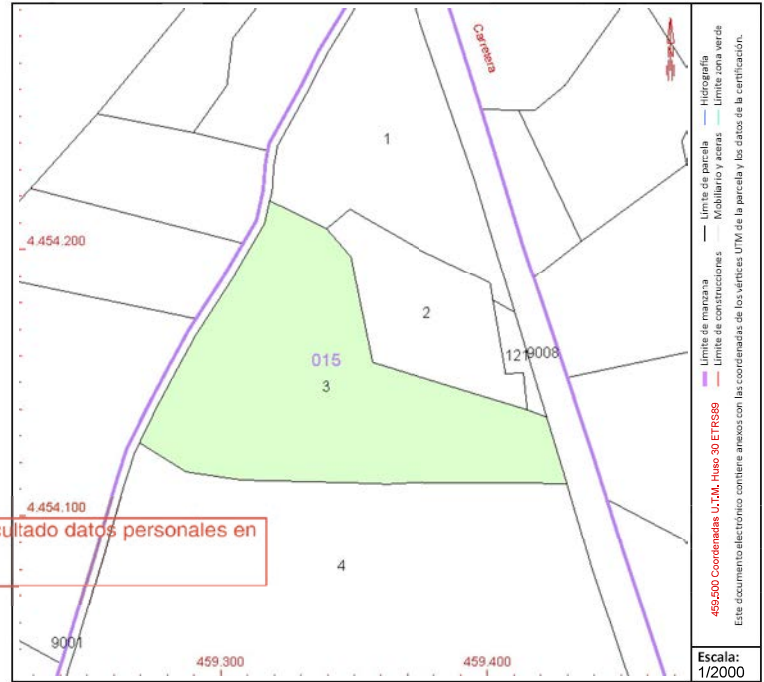 Carretera
1
4.454.200
2
015
121
9008
3
4.454.100
cultado datos personales en
4
9001
459.300
459.400
Límite de manzana
Límite de parcela
Hidrografía
Límite de construcciones
Mobiliario y aceras
Límite zona verde
459,500 Coordenadas U.T.M. Huso 30 ETRS89
Este documento electrónico contiene anexos con las coordenadas de los vértices UTM de la parcela y los datos de la certificación.
Escala:
1/2000